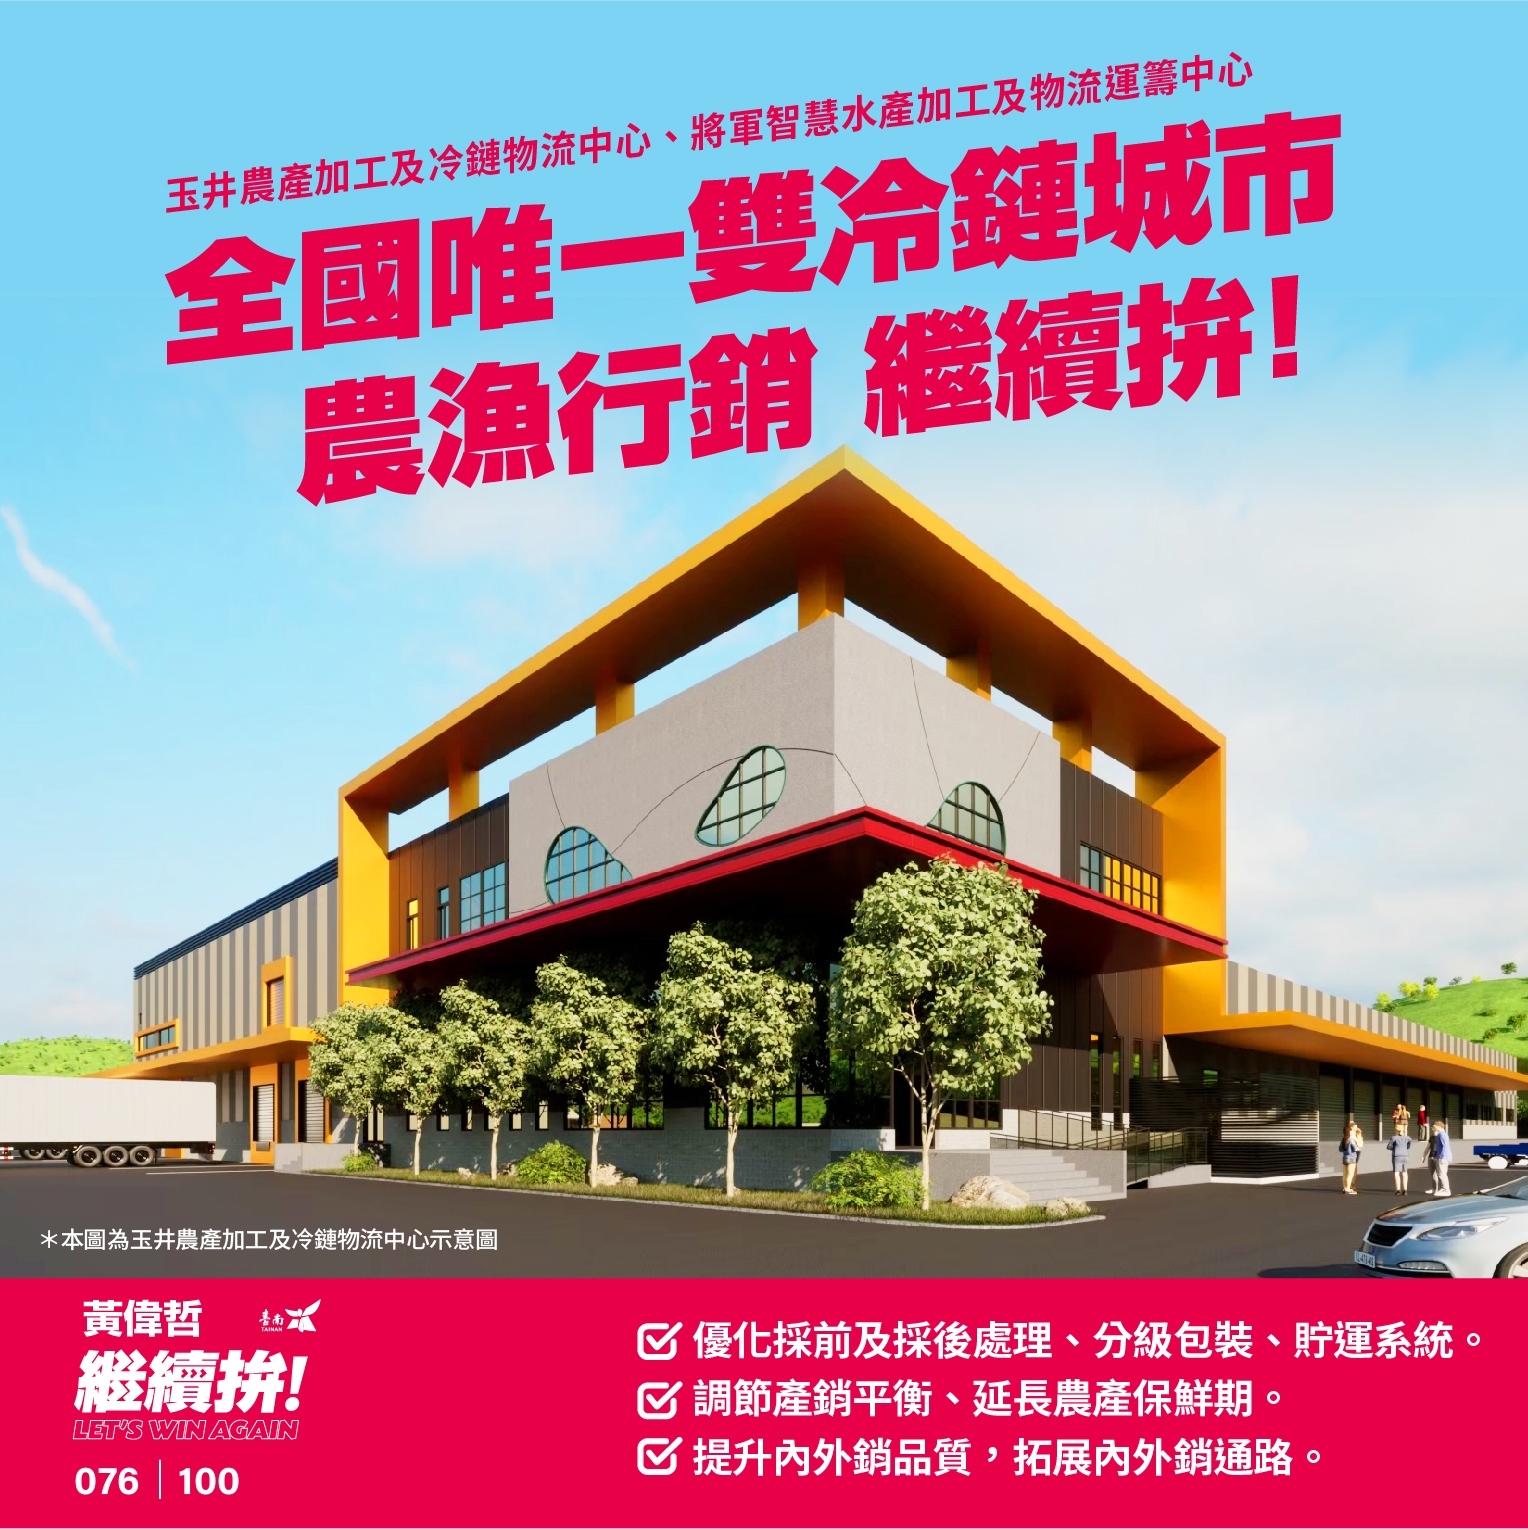 玉井農產加工及冷鏈物流中心、將軍智慧水產加工及物流運籌中心
全國唯一雙冷鏈城市
農漁行銷 繼續拚!
＊本圖為玉井農產加工及冷鏈物流中心示意圖
黃偉哲
臺南
TAINAN
繼續拚!
LET'S WIN AGAIN
076 | 100
優化採前及採後處理、分級包裝、貯運系統。
調節產銷平衡、延長農產保鮮期。
提升內外銷品質，拓展內外銷通路。